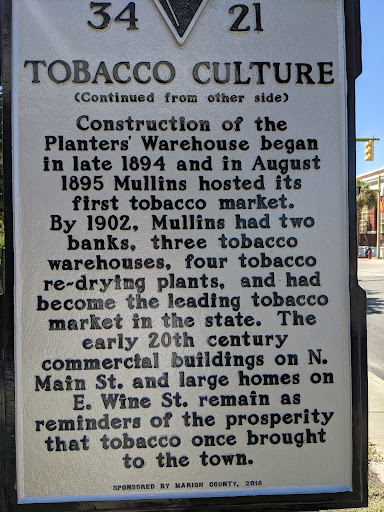 34 21
TOBACCO CULTURE
(Continued from other side)
Construction of the
Planters' Warehouse began
in late 1894 and in August
1895 Mullins hosted its
first tobacco market.
By 1902, Mullins had two
banks, three tobacco
warehouses, four tobacco
re-drying plants, and had
become the leading tobacco
market in the state. The
early 20th century
commercial buildings on N.
Main St. and large homes on
E. Wine St. remain as
reminders of the prosperity
that tobacco once brought
to the town.
SPONSORED BY MARION COUNTY, 2018